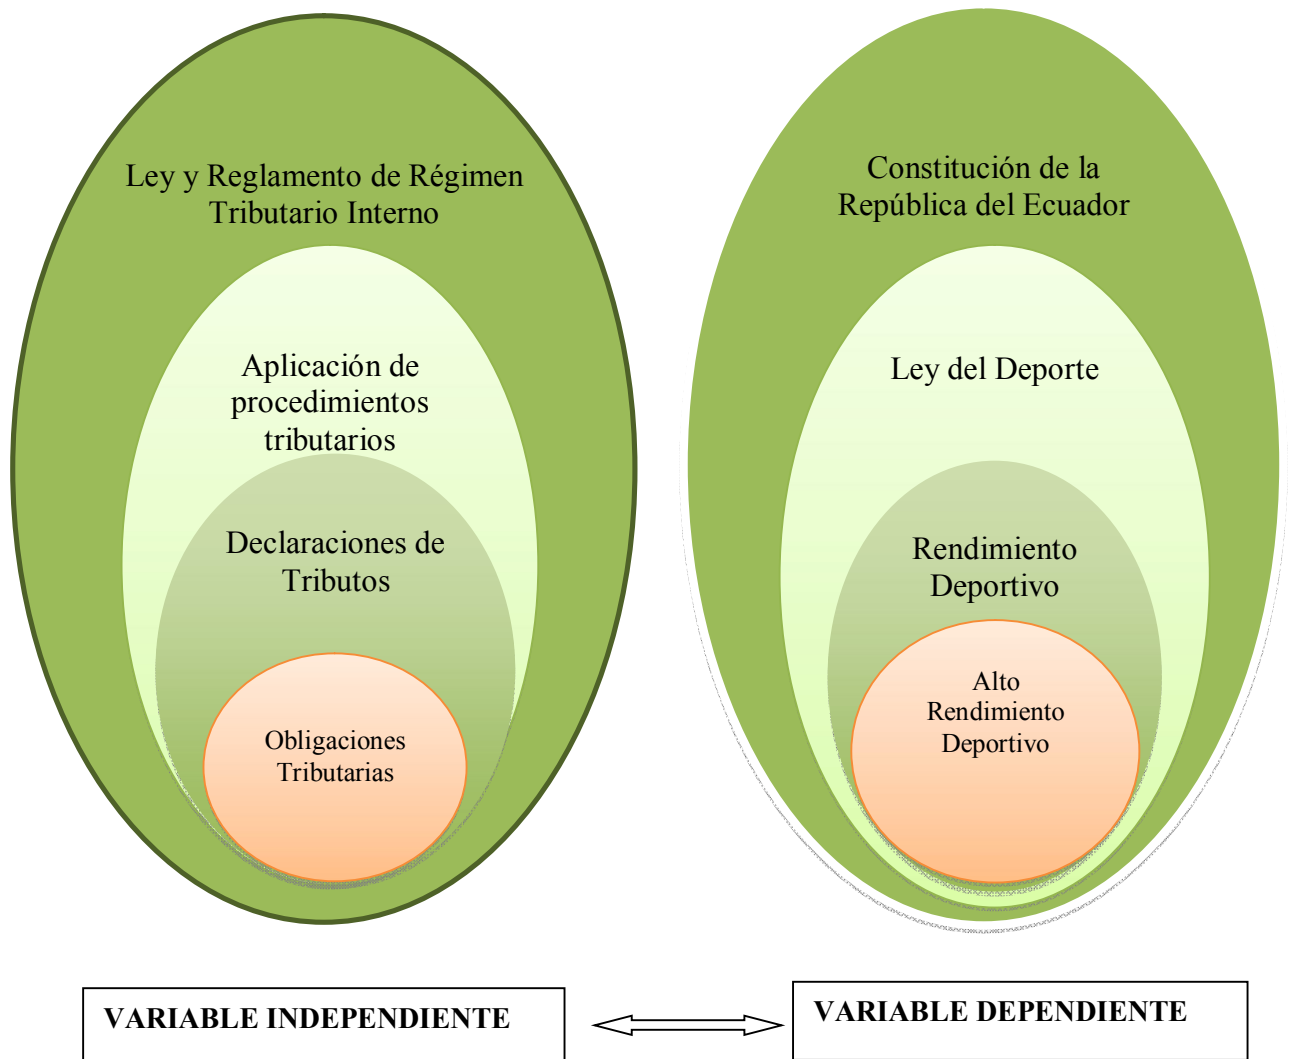 Ley y Reglamento de Régimen
Tributario Interno
Aplicación de
procedimientos
tributarios
Declaraciones de
Tributos
Obligaciones
Tributarias
Constitución de la
República del Ecuador
Ley del Deporte
Rendimiento
Deportivo
Alto
Rendimiento
Deportivo
VARIABLE INDEPENDIENTE
VARIABLE DEPENDIENTE